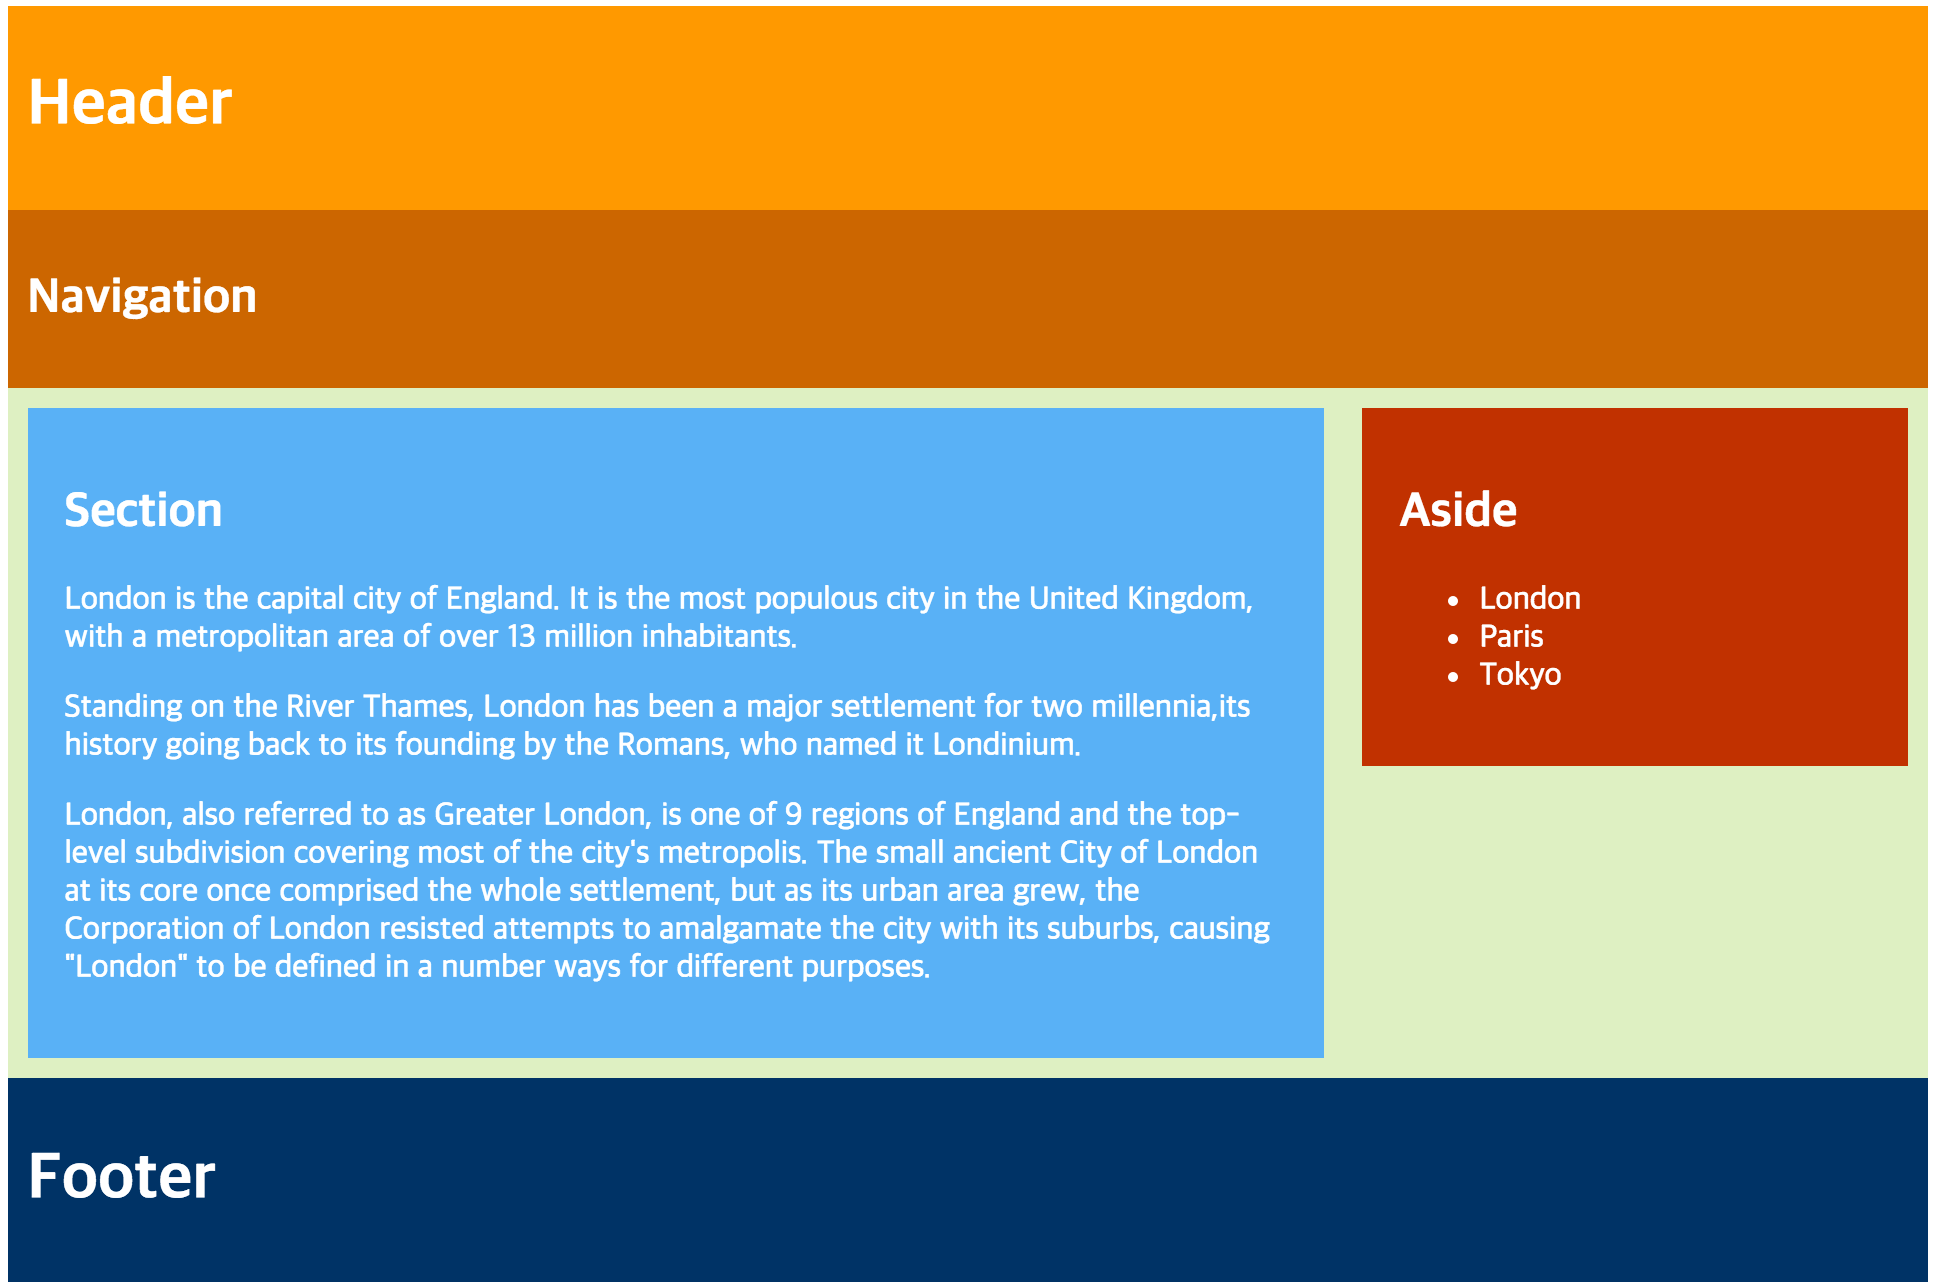 Header
Navigation
Section
London is the capital city of England. It is the most populous city in the United Kingdom,
with a metropolitan area of over 13 million inhabitants.
Standing on the River Thames, London has been a major settlement for two millennia,its
history going back to its founding by the Romans, who named it Londinium.
London, also referred to as Greater London, is one of 9 regions of England and the top-
level subdivision covering most of the city's metropolis. The small ancient City of London
at its core once comprised the whole settlement, but as its urban area grew, the
Corporation of London resisted attempts to amalgamate the city with its suburbs, causing
"London" to be defined in a number ways for different purposes.
Aside
• London
• Paris
• Tokyo
Footer